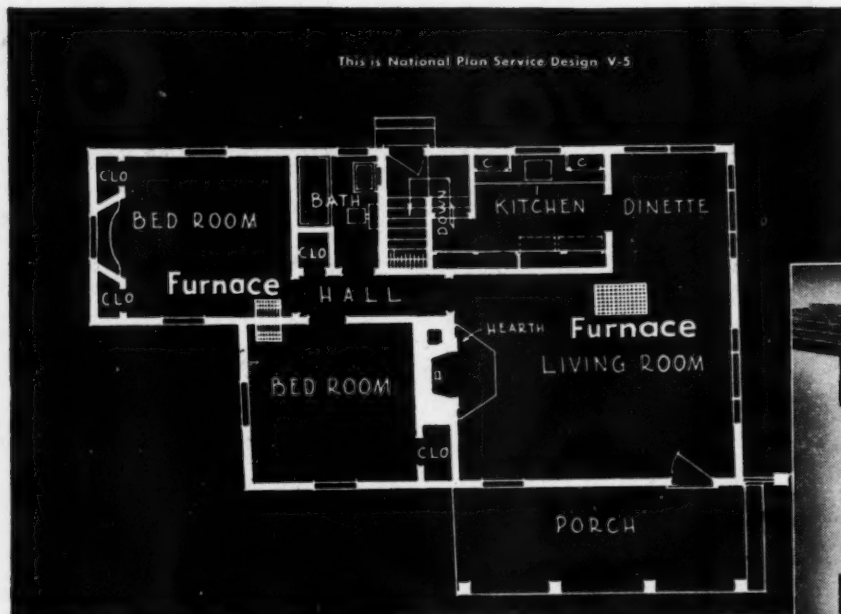 This is National Plan Service Design V-5
CLO
BED ROOM
CLO
Furnace
BATH
CLO
HALL
DOWN
C
C
KITCHEN
DINETTE
HEARTH
Furnace
LIVING ROOM
BED ROOM
CLO
PORCH